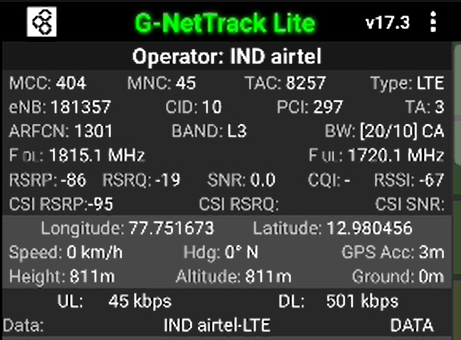 G-NetTrack Lite v17.3
Operator: IND airtel
MCC: 404 MNC: 45 TAC: 8257 Type: LTE
eNB: 181357 CID: 10 PCI: 297 TA: 3
ARFCN: 1301 BAND: L3 BW: [20/10] CA
F DL: 1815.1 MHz F UL: 1720.1 MHz
RSRP: -86 RSRQ: -19 SNR: 0.0 CQI: - RSSI: -67
CSI RSRP:-95 CSI RSRQ: CSI SNR:
Longitude: 77.751673 Latitude: 12.980456
Speed: 0 km/h Hdg: 0° N GPS Acc: 3m
Height: 811m Altitude: 811m Ground: 0m
UL: 45 kbps DL: 501 kbps
Data: IND airtel-LTE DATA